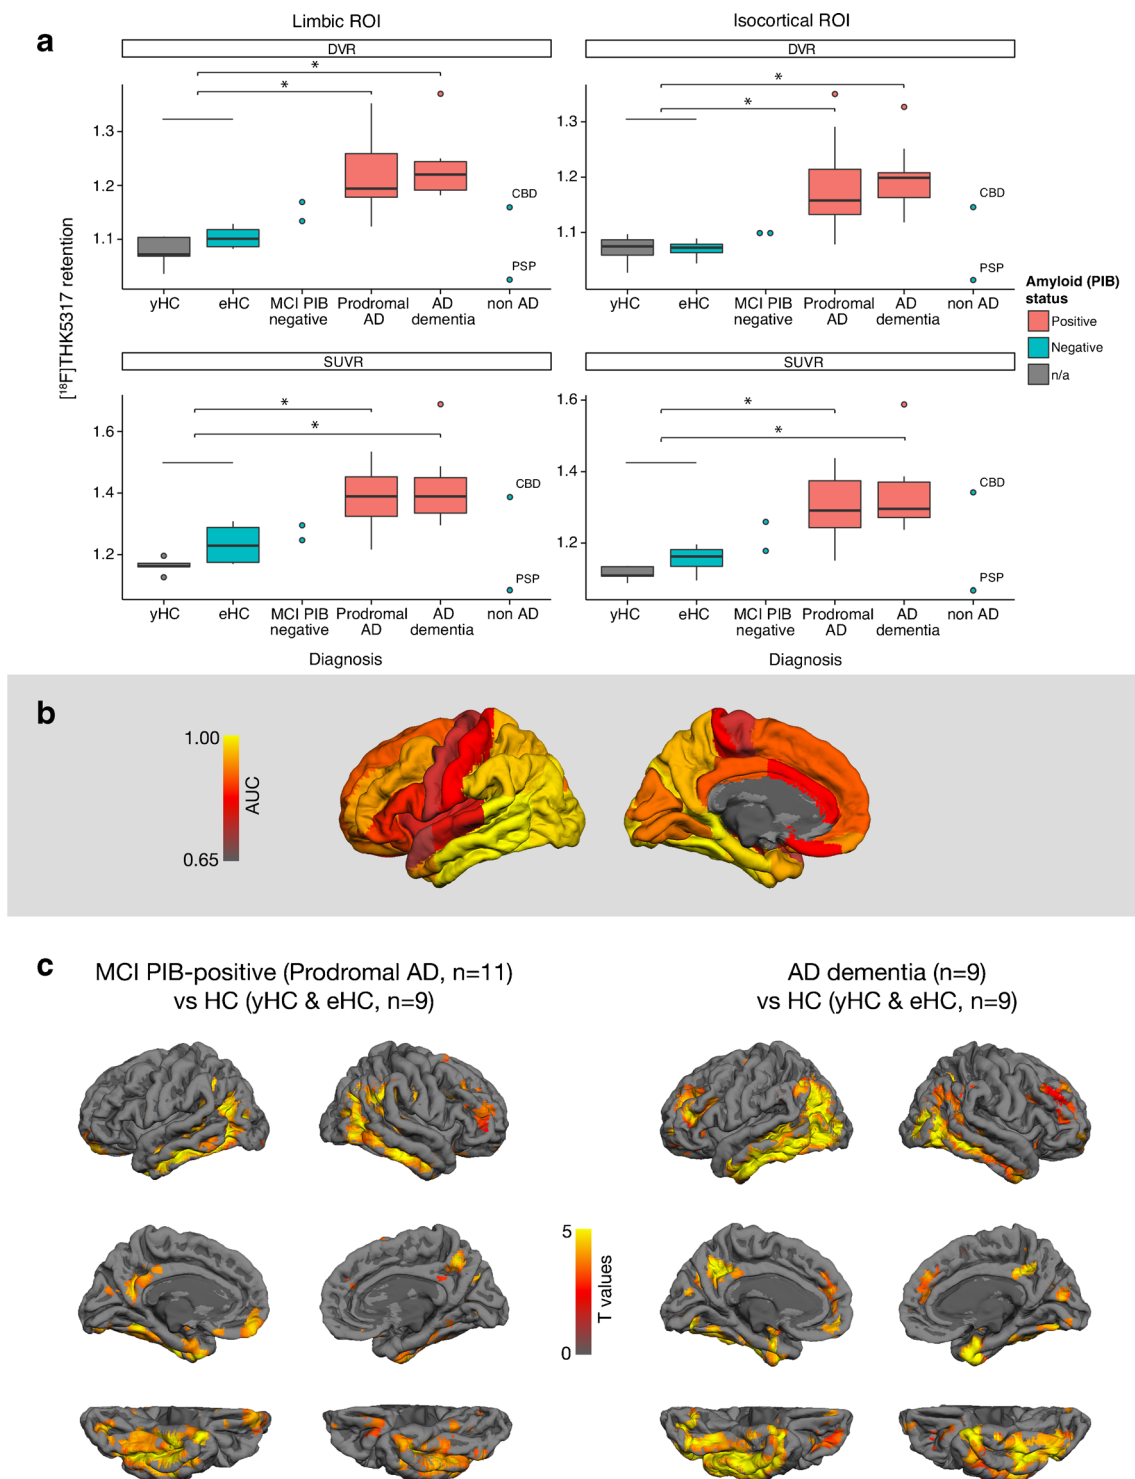 a
Limbic ROI
Isocortical ROI
DVR
DVR
*
*
*
*
1.3
1.2
1.1
CBD
PSP
1.3
1.2
1.1
CBD
PSP
yHC
eHC
MCI PIB
negative
Prodromal
AD
AD
dementia
non AD
yHC
eHC
MCI PIB
negative
Prodromal
AD
AD
dementia
non AD
[¹⁸F]THK5317 retention
Amyloid (PIB)
status
Positive
Negative
n/a
SUVR
SUVR
*
*
*
*
1.6
1.4
1.2
CBD
PSP
1.6
1.4
1.2
CBD
PSP
yHC
eHC
MCI PIB
negative
Prodromal
AD
AD
dementia
non AD
yHC
eHC
MCI PIB
negative
Prodromal
AD
AD
dementia
non AD
Diagnosis
Diagnosis
b
1.00
AUC
0.65
c
MCI PIB-positive (Prodromal AD, n=11)
vs HC (yHC & eHC, n=9)
AD dementia (n=9)
vs HC (yHC & eHC, n=9)
5
T values
0